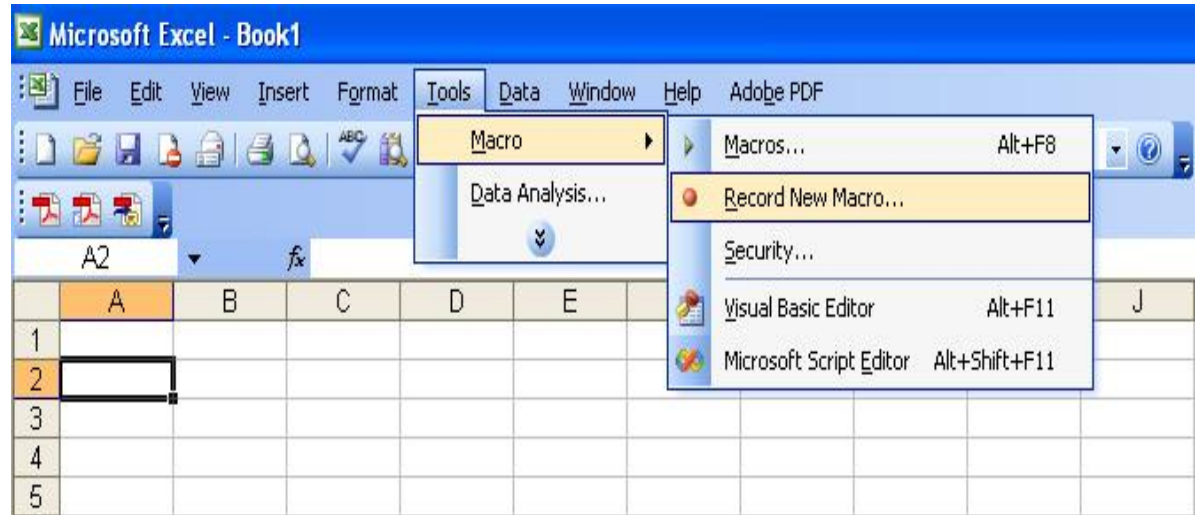 Microsoft Excel - Book1
File Edit View Insert Format Tools Data Window Help Adobe PDF
ABC Macro Macros... Alt+F8
Data Analysis... Record New Macro...
A2 fx Security...
A B C D E Visual Basic Editor Alt+F11 J
1
2 Microsoft Script Editor Alt+Shift+F11
3
4
5